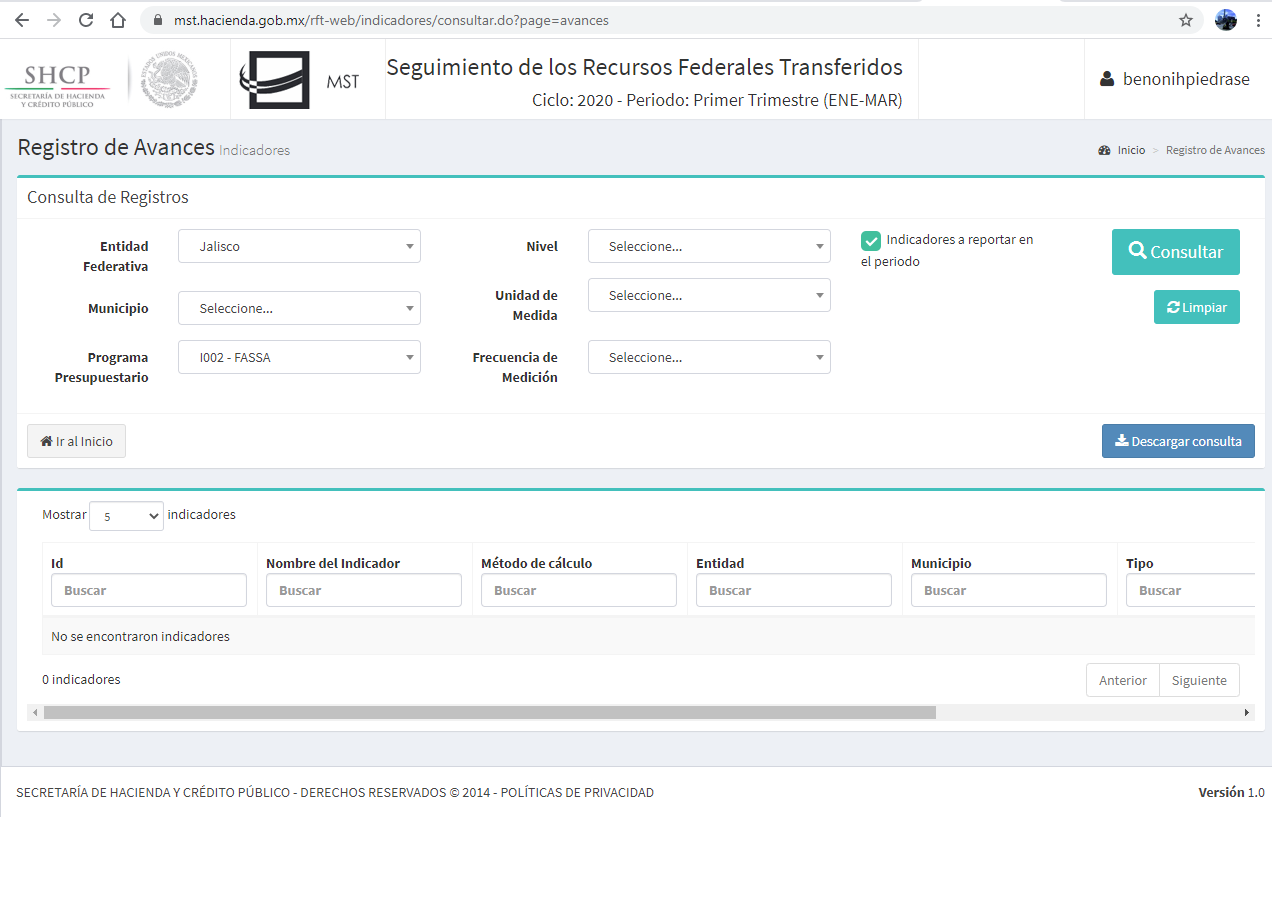 mst.hacienda.gob.mx/rft-web/indicadores/consultar.do?page=avances
SHCP
SECRETARÍA DE HACIENDA
Y CRÉDITO PÚBLICO
ESTADOS UNIDOS MEXICANOS
MST
Seguimiento de los Recursos Federales Transferidos
Ciclo: 2020 - Periodo: Primer Trimestre (ENE-MAR)
benonihpiedrase
Registro de Avances Indicadores
Inicio > Registro de Avances
Consulta de Registros
Entidad
Federativa
Jalisco
Nivel
Seleccione...
Indicadores a reportar en
el periodo
Consultar
Municipio
Seleccione...
Unidad de
Medida
Seleccione...
Limpiar
Programa
Presupuestario
I002 - FASSA
Frecuencia de
Medición
Seleccione...
Ir al Inicio
Descargar consulta
Mostrar 5 indicadores
Id Nombre del Indicador Método de cálculo Entidad Municipio Tipo
Buscar Buscar Buscar Buscar Buscar Buscar
No se encontraron indicadores
0 indicadores
Anterior Siguiente
SECRETARÍA DE HACIENDA Y CRÉDITO PÚBLICO - DERECHOS RESERVADOS © 2014 - POLÍTICAS DE PRIVACIDAD
Versión 1.0